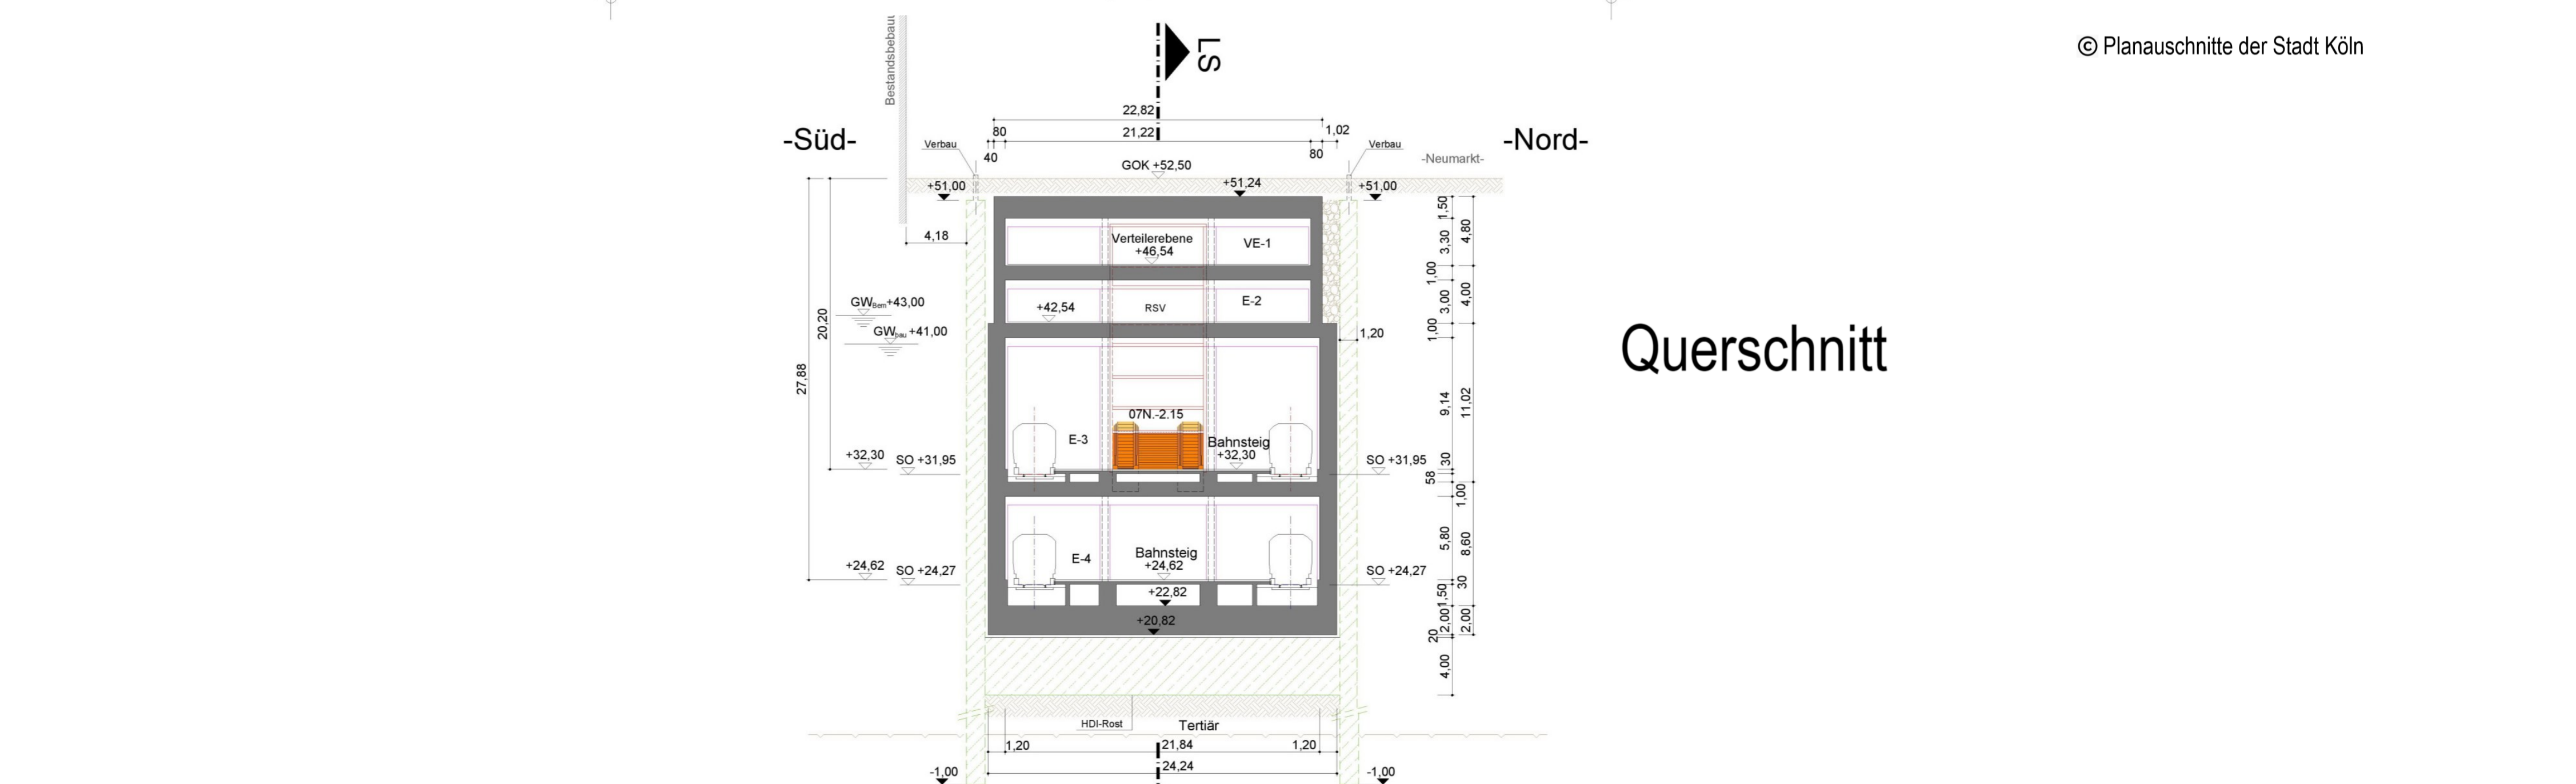 © Planauschnitte der Stadt Köln
LS
22,82
21,22
80
40
1,02
80
-Süd-
-Nord-
Verbau
Verbau
-Neumarkt-
GOK +52,50
+51,00
+51,24
+51,00
4,18
Verteilerebene
+46,54
VE-1
+42,54
RSV
E-2
GWBem+43,00
GWbau +41,00
20,20
27,88
1,20
Querschnitt
07N.-2.15
E-3
Bahnsteig
+32,30
+32,30
SO +31,95
SO +31,95
E-4
Bahnsteig
+24,62
+24,62
SO +24,27
SO +24,27
+22,82
+20,82
1,50
3,30
4,80
1,00
3,00
4,00
1,00
9,14
11,02
30
58
1,00
5,80
8,60
30
1,50
2,00
2,00
20
4,00
HDI-Rost
Tertiär
1,20
21,84
1,20
24,24
-1,00
-1,00